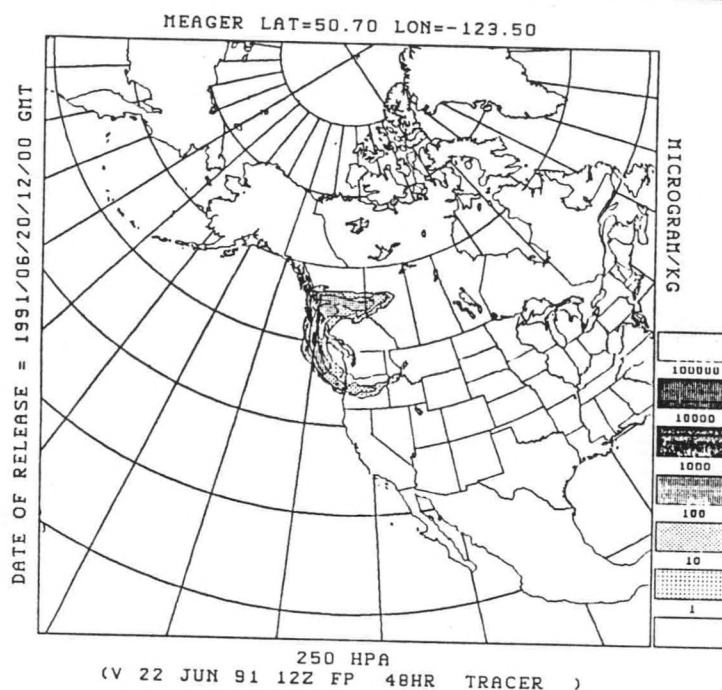 MEAGER LAT=50.70 LON=-123.50
DATE OF RELEASE = 1991/06/20/12/00 GMT
MICROGRAM/KG
100000
10000
1000
100
10
1
250 HPA
(V 22 JUN 91 12Z FP 48HR TRACER )